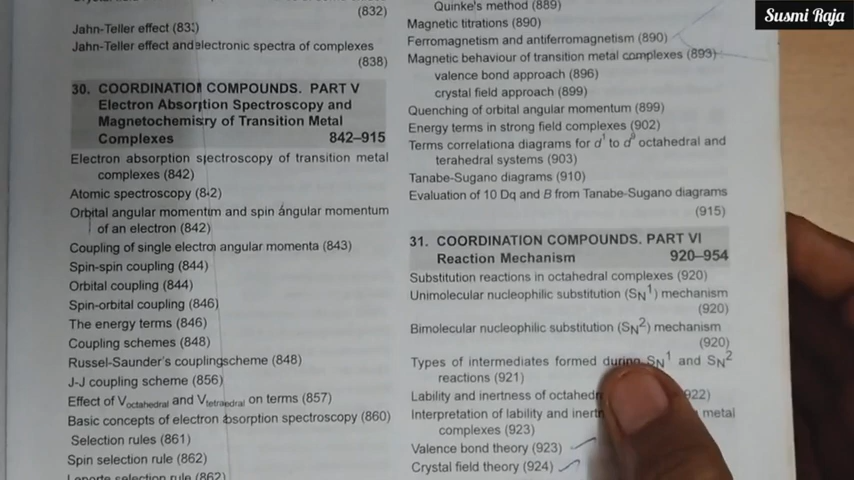 Susmi Raja
(832)
Jahn-Teller effect (833)
Jahn-Teller effect and electronic spectra of complexes
(838)
30. COORDINATION COMPOUNDS. PART V
Electron Absorption Spectroscopy and
Magnetochemisry of Transition Metal
Complexes 842–915
Electron absorption spectroscopy of transition metal
complexes (842)
Atomic spectroscopy (842)
Orbital angular momentim and spin angular momentum
of an electron (842)
Coupling of single electron angular momenta (843)
Spin-spin coupling (844)
Orbital coupling (844)
Spin-orbital coupling (846)
The energy terms (846)
Coupling schemes (848)
Russel-Saunder's couplingscheme (848)
J-J coupling scheme (856)
Effect of Voctahedral and Vtetraedral on terms (857)
Basic concepts of electron absorption spectroscopy (860)
Selection rules (861)
Spin selection rule (862)
Laporte selection rule (862)
Quinke's method (889)
Magnetic titrations (890)
Ferromagnetism and antiferromagnetism (890)
Magnetic behaviour of transition metal complexes (893)
valence bond approach (896)
crystal field approach (899)
Quenching of orbital angular momentum (899)
Energy terms in strong field complexes (902)
Terms correlationa diagrams for d¹ to d⁹ octahedral and
terahedral systems (903)
Tanabe-Sugano diagrams (910)
Evaluation of 10 Dq and B from Tanabe-Sugano diagrams
(915)
31. COORDINATION COMPOUNDS. PART VI
Reaction Mechanism 920–954
Substitution reactions in octahedral complexes (920)
Unimolecular nucleophilic substitution (SN¹) mechanism
(920)
Bimolecular nucleophilic substitution (SN²) mechanism
(920)
Types of intermediates formed during SN¹ and SN²
reactions (921)
Lability and inertness of 922)
Interpretation of lability and metal
complexes (923)
Valence bond theory (923)
Crystal field theory (924)